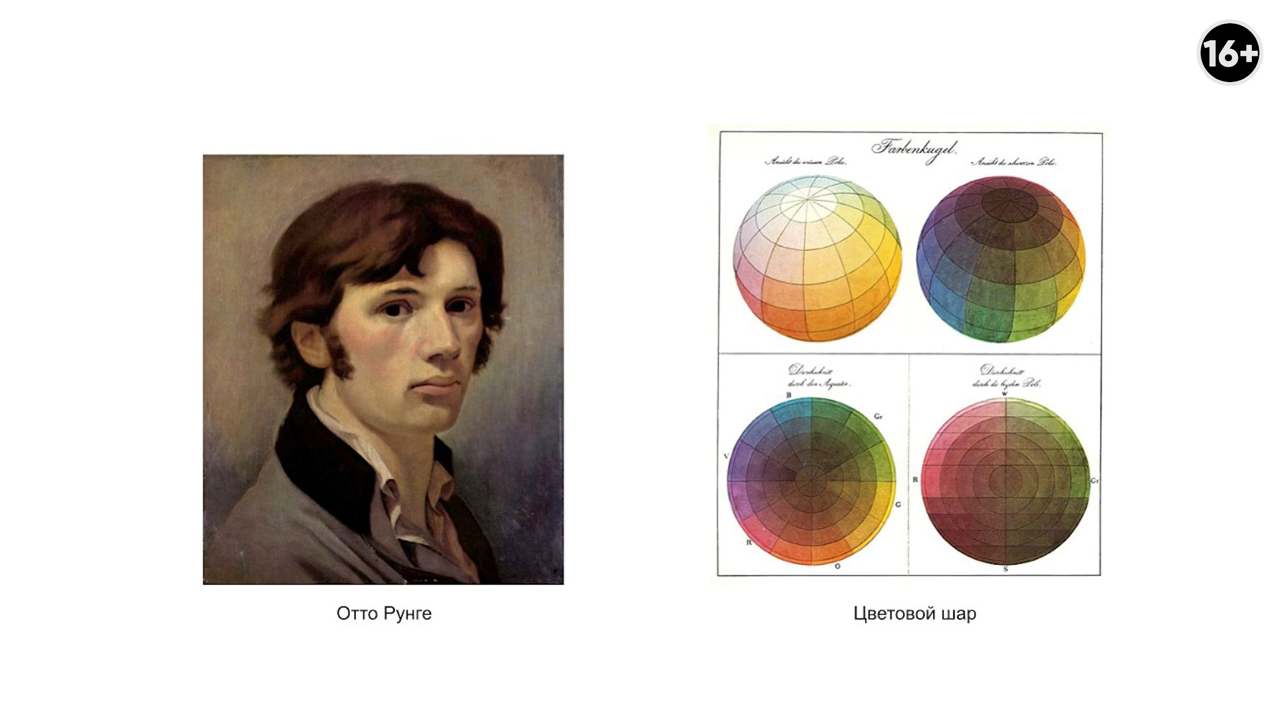 16+
Farbenkugel.
Ansicht des weissen Pols.
Ansicht des schwarzen Pols.
Durchschnitt
durch den Aequator.
Durchschnitt
durch die beyden Pole.
B
Gr
V
G
R
O
W
R
Gr
S
Отто Рунге
Цветовой шар